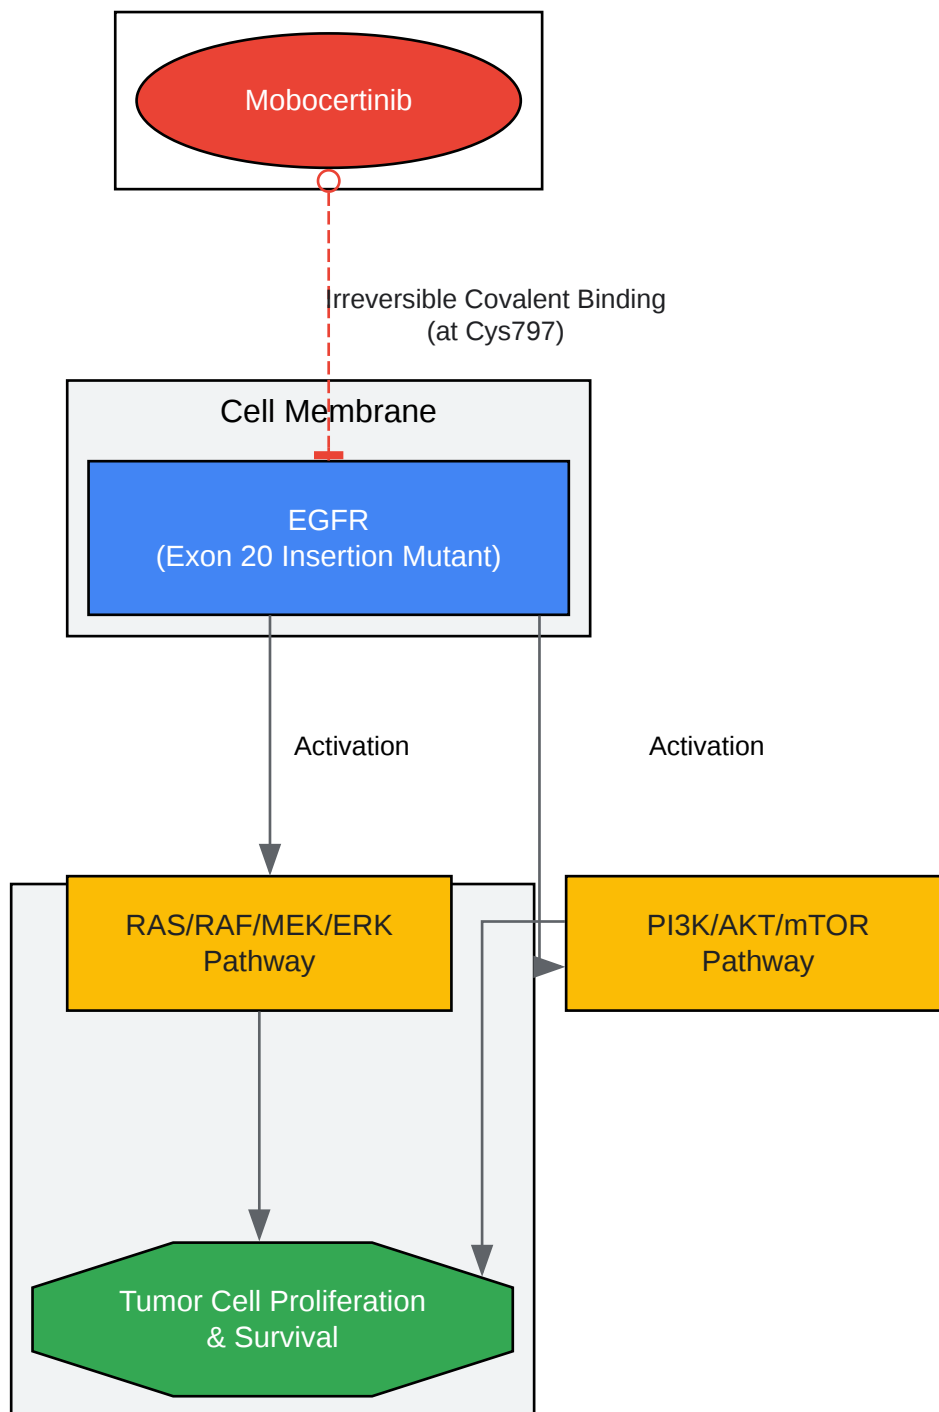 Mobocertinib
Irreversible Covalent Binding
(at Cys797)
Cell Membrane
EGFR
(Exon 20 Insertion Mutant)
Activation
Activation
RAS/RAF/MEK/ERK
Pathway
PI3K/AKT/mTOR
Pathway
Tumor Cell Proliferation
& Survival